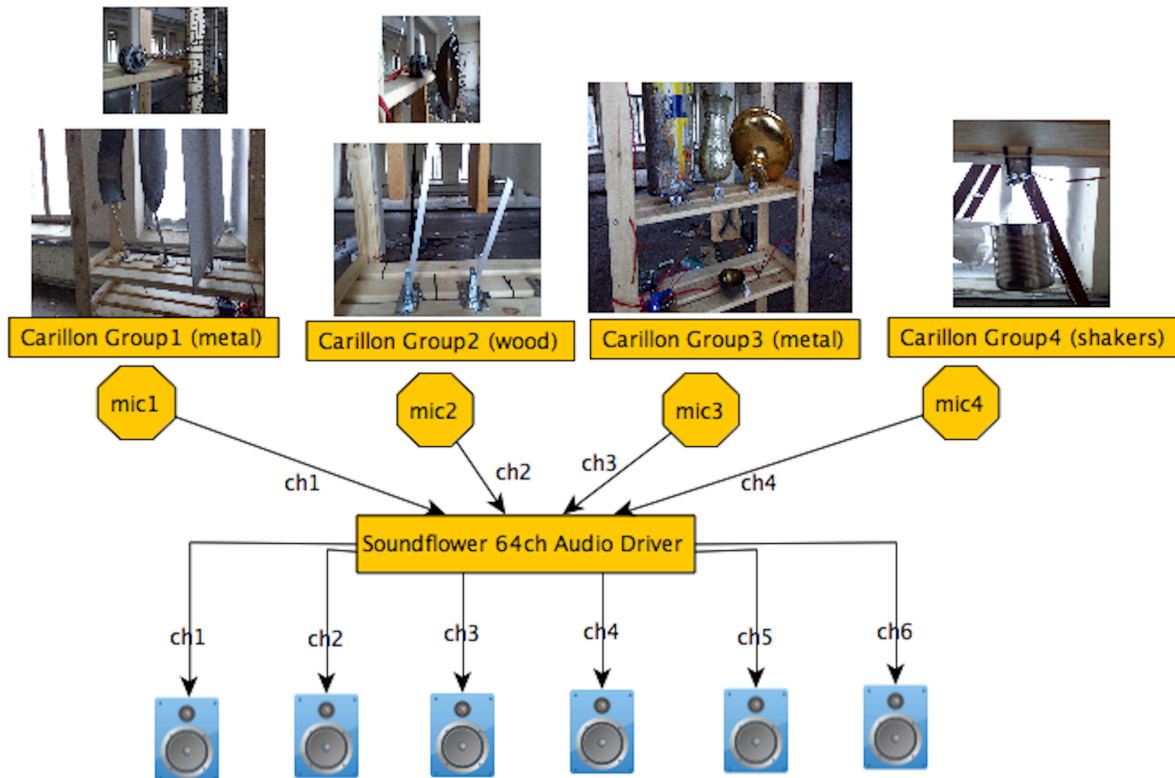 Carillon Group1 (metal)
Carillon Group2 (wood)
Carillon Group3 (metal)
Carillon Group4 (shakers)
mic1
mic2
mic3
mic4
ch1
ch2
ch3
ch4
Soundflower 64ch Audio Driver
ch1
ch2
ch3
ch4
ch5
ch6